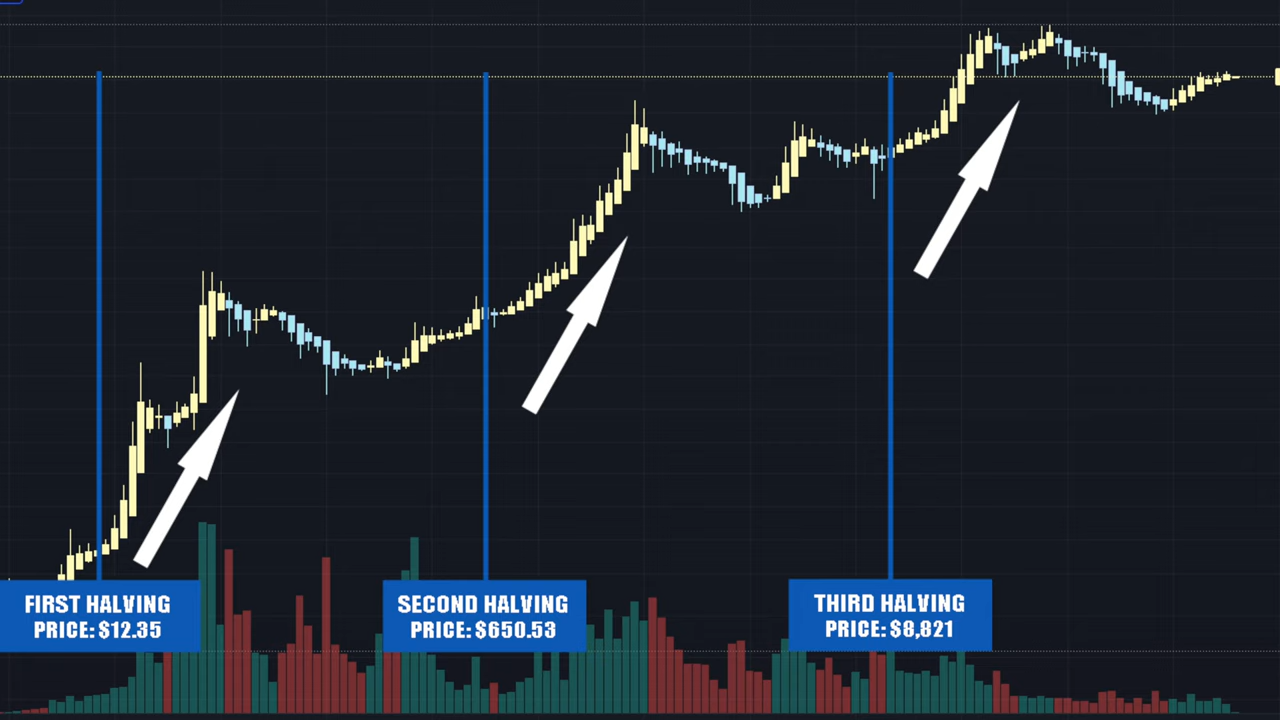 FIRST HALVING
PRICE: $12.35
SECOND HALVING
PRICE: $650.53
THIRD HALVING
PRICE: $8,821